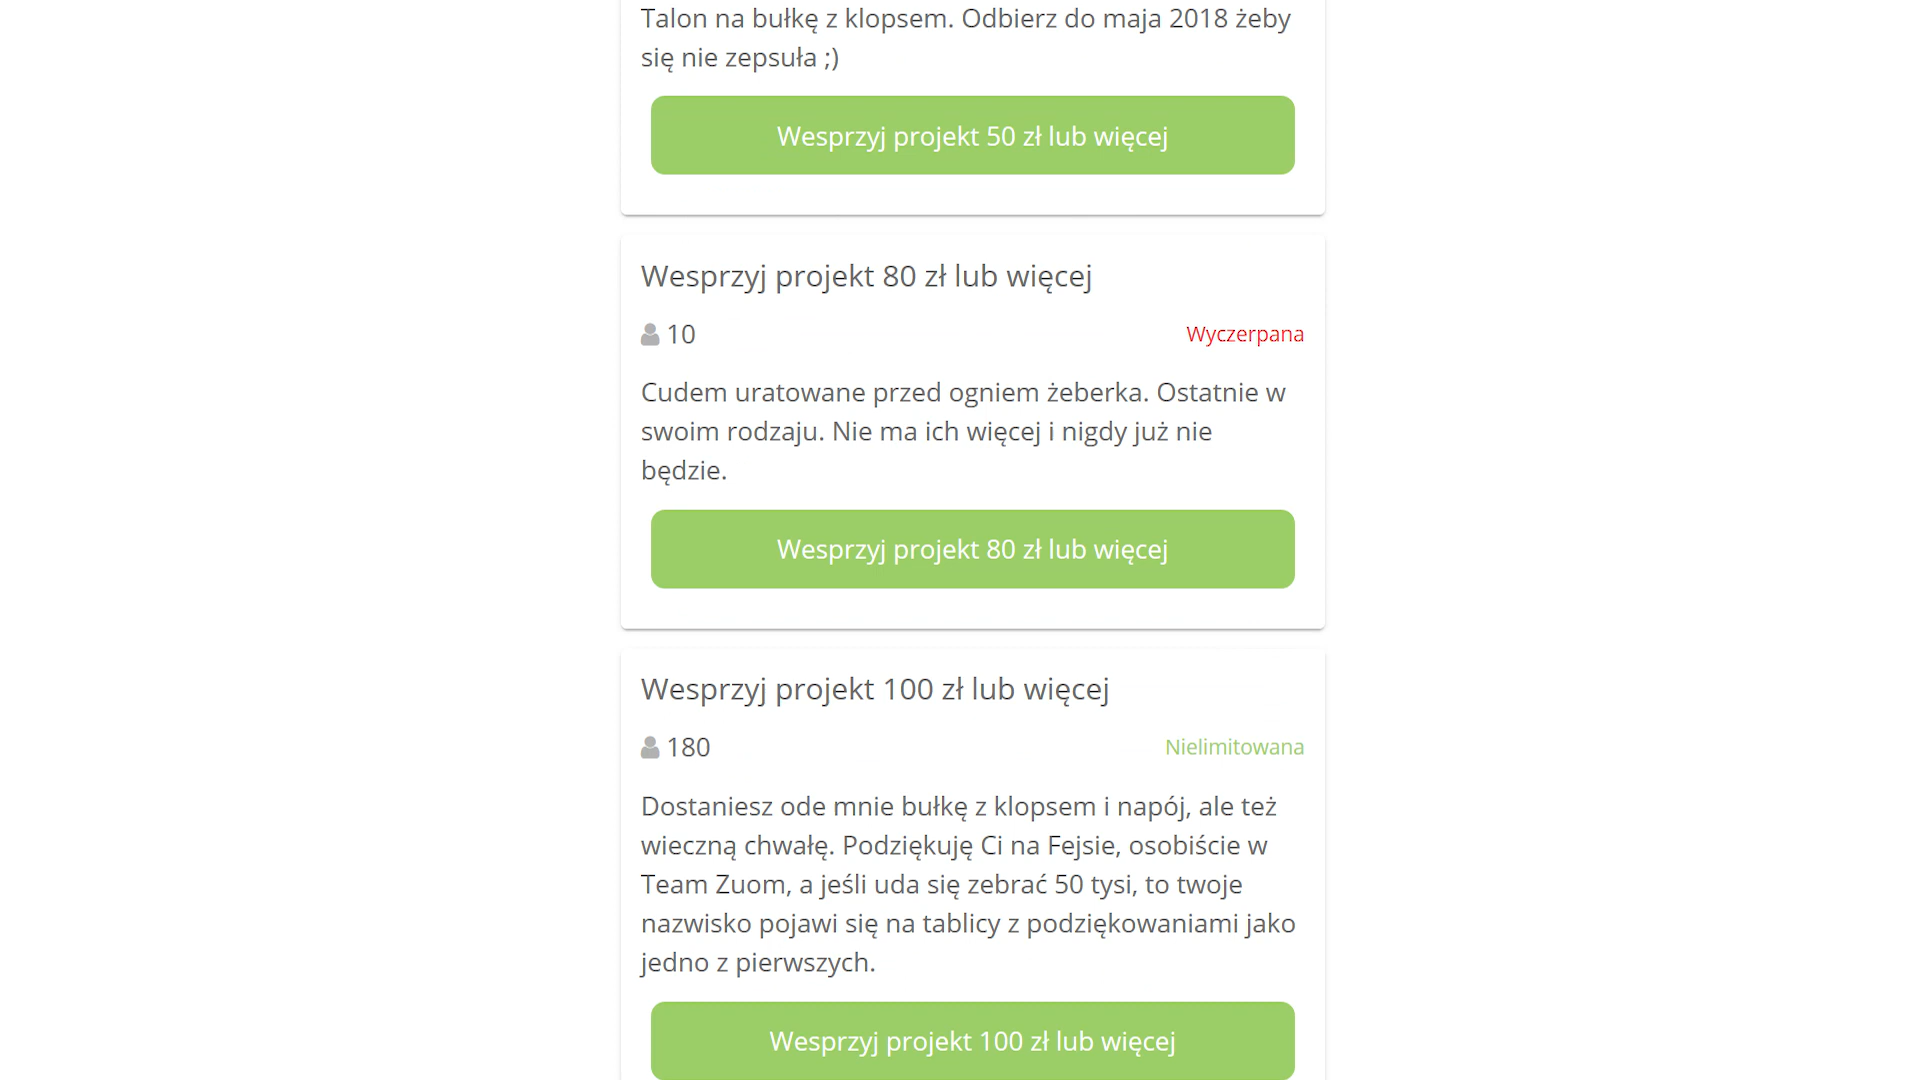 Talon na bułkę z klopsem. Odbierz do maja 2018 żeby
się nie zepsuła ;)
Wesprzyj projekt 50 zł lub więcej
Wesprzyj projekt 80 zł lub więcej
10
Wyczerpana
Cudem uratowane przed ogniem żeberka. Ostatnie w
swoim rodzaju. Nie ma ich więcej i nigdy już nie
będzie.
Wesprzyj projekt 80 zł lub więcej
Wesprzyj projekt 100 zł lub więcej
180
Nielimitowana
Dostaniesz ode mnie bułkę z klopsem i napój, ale też
wieczną chwałę. Podziękuję Ci na Fejsie, osobiście w
Team Zuom, a jeśli uda się zebrać 50 tysi, to twoje
nazwisko pojawi się na tablicy z podziękowaniami jako
jedno z pierwszych.
Wesprzyj projekt 100 zł lub więcej